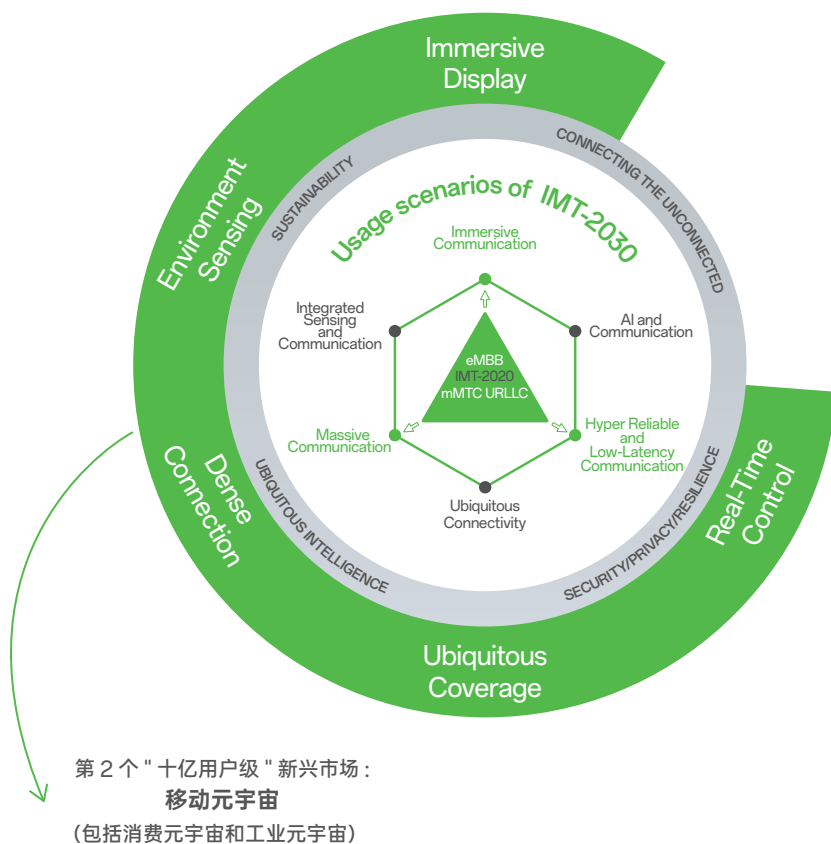 Immersive
Display
Environment
Sensing
SUSTAINABILITY
CONNECTING THE UNCONNECTED
Usage scenarios of IMT-2030
Immersive
Communication
Integrated
Sensing
and
Communication
AI and
Communication
eMBB
IMT-2020
mMTC URLLC
Massive
Communication
Hyper Reliable
and
Low-Latency
Communication
Ubiquitous
Connectivity
Dense
Connection
UBIQUITOUS INTELLIGENCE
SECURITY/PRIVACY/RESILIENCE
Real-Time
Control
Ubiquitous
Coverage
第 2 个 " 十亿用户级 " 新兴市场 :
移动元宇宙
(包括消费元宇宙和工业元宇宙)